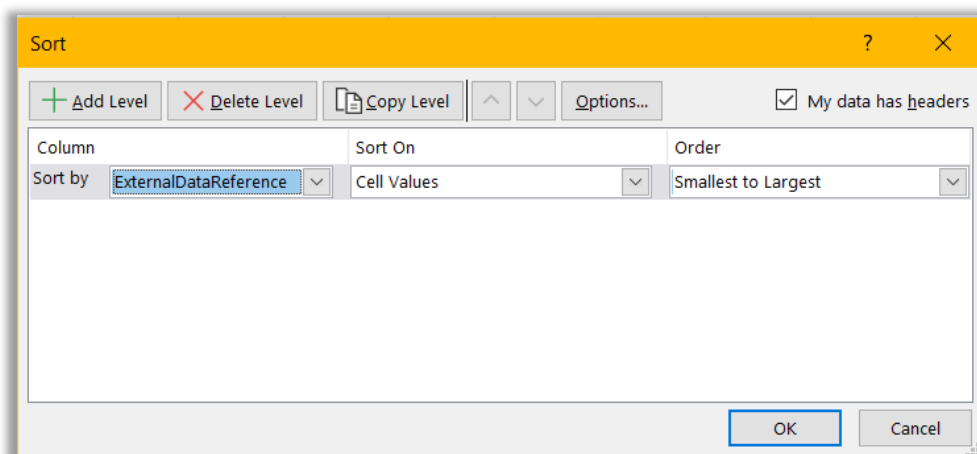 Sort ?
Add Level Delete Level Copy Level Options... My data has headers
Column Sort On Order
Sort by ExternalDataReference Cell Values Smallest to Largest
OK Cancel